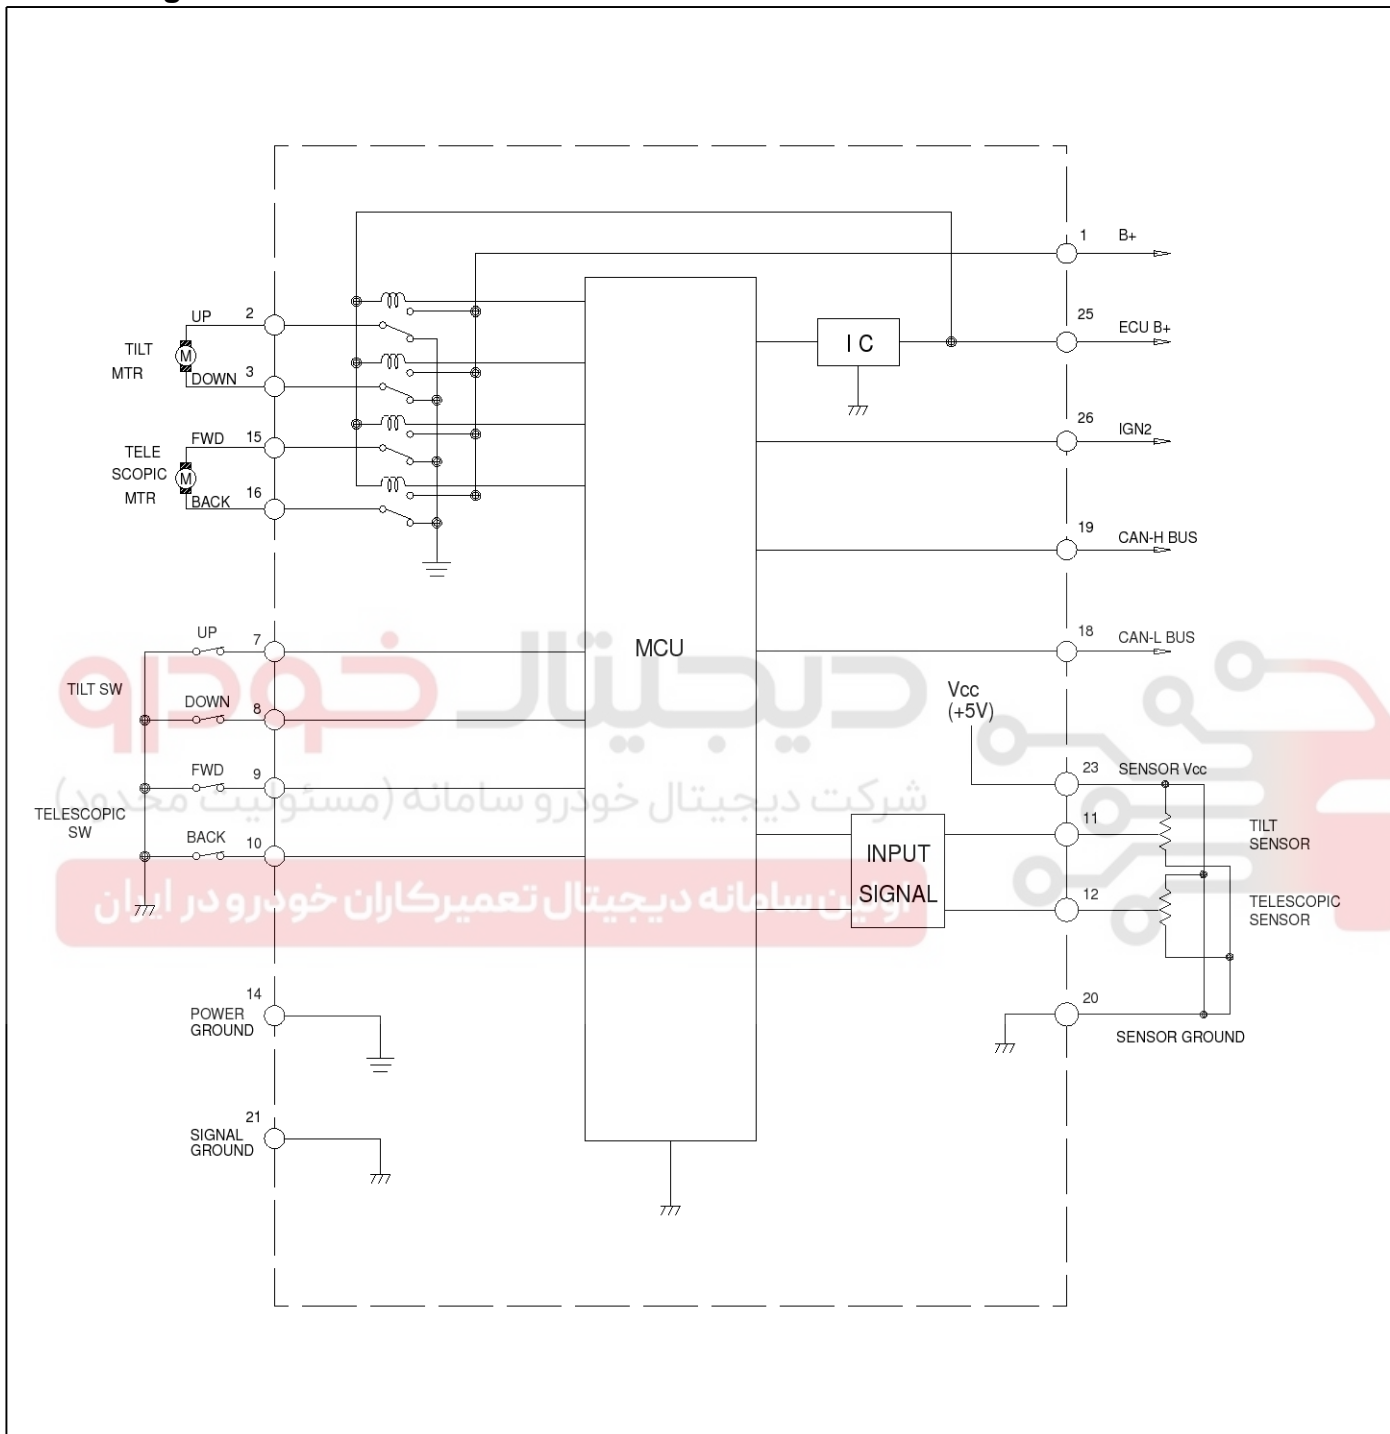 1 B+
25
ECU B+
I C
UP 2
TILT
MTR
M
DOWN 3
26
IGN2
FWD 15
TELE
SCOPIC
MTR
M
BACK 16
19
CAN-H BUS
MCU
UP 7
TILT SW
DOWN 8
18
CAN-L BUS
دیجیتال خودرو
Vcc
(+5V)
FWD 9
23 SENSOR Vcc
شرکت دیجیتال خودرو سامانه (مسئولیت محدود)
TELESCOPIC
SW
BACK 10
11
TILT
SENSOR
INPUT
SIGNAL
12
TELESCOPIC
SENSOR
اولین سامانه دیجیتال تعمیرکاران خودرو در ایران
14
POWER
GROUND
20
SENSOR GROUND
21
SIGNAL
GROUND